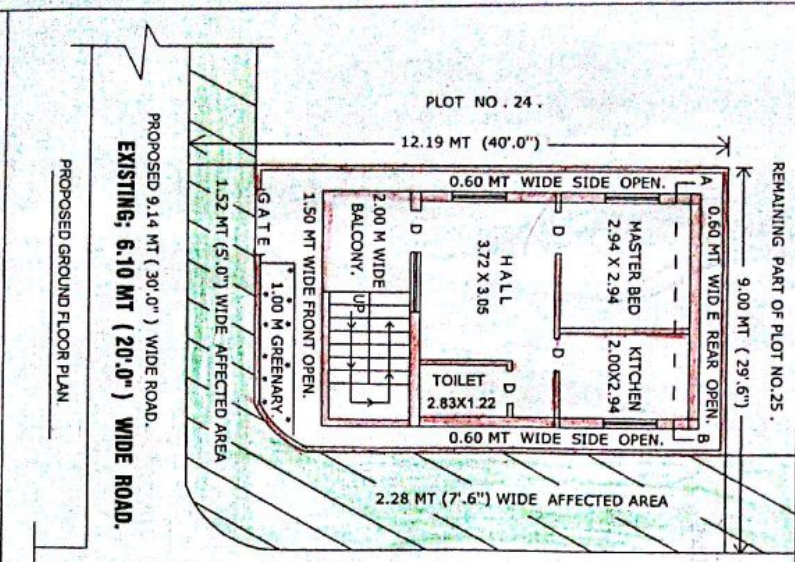 REMAINING PART OF PLOT NO.25.
9.00 MT ( 29'.6")
PLOT NO . 24 .
12.19 MT (40'.0")
0.60 MT WIDE REAR OPEN.
A
B
0.60 MT WIDE SIDE OPEN.
MASTER BED
2.94 X 2.94
KITCHEN
2.00X2.94
D
D
HALL
3.72 X 3.05
D
D
TOILET
2.83X1.22
0.60 MT WIDE SIDE OPEN.
2.00 M WIDE
BALCONY.
UP
1.50 MT WIDE FRONT OPEN.
1.00 M GREENARY.
GATE
1.52 MT (5'.0") WIDE AFFECTED AREA
2.28 MT (7'.6") WIDE AFFECTED AREA
PROPOSED 9.14 MT ( 30'.0" ) WIDE ROAD.
EXISTING; 6.10 MT ( 20'.0" ) WIDE ROAD.
PROPOSED GROUND FLOOR PLAN.